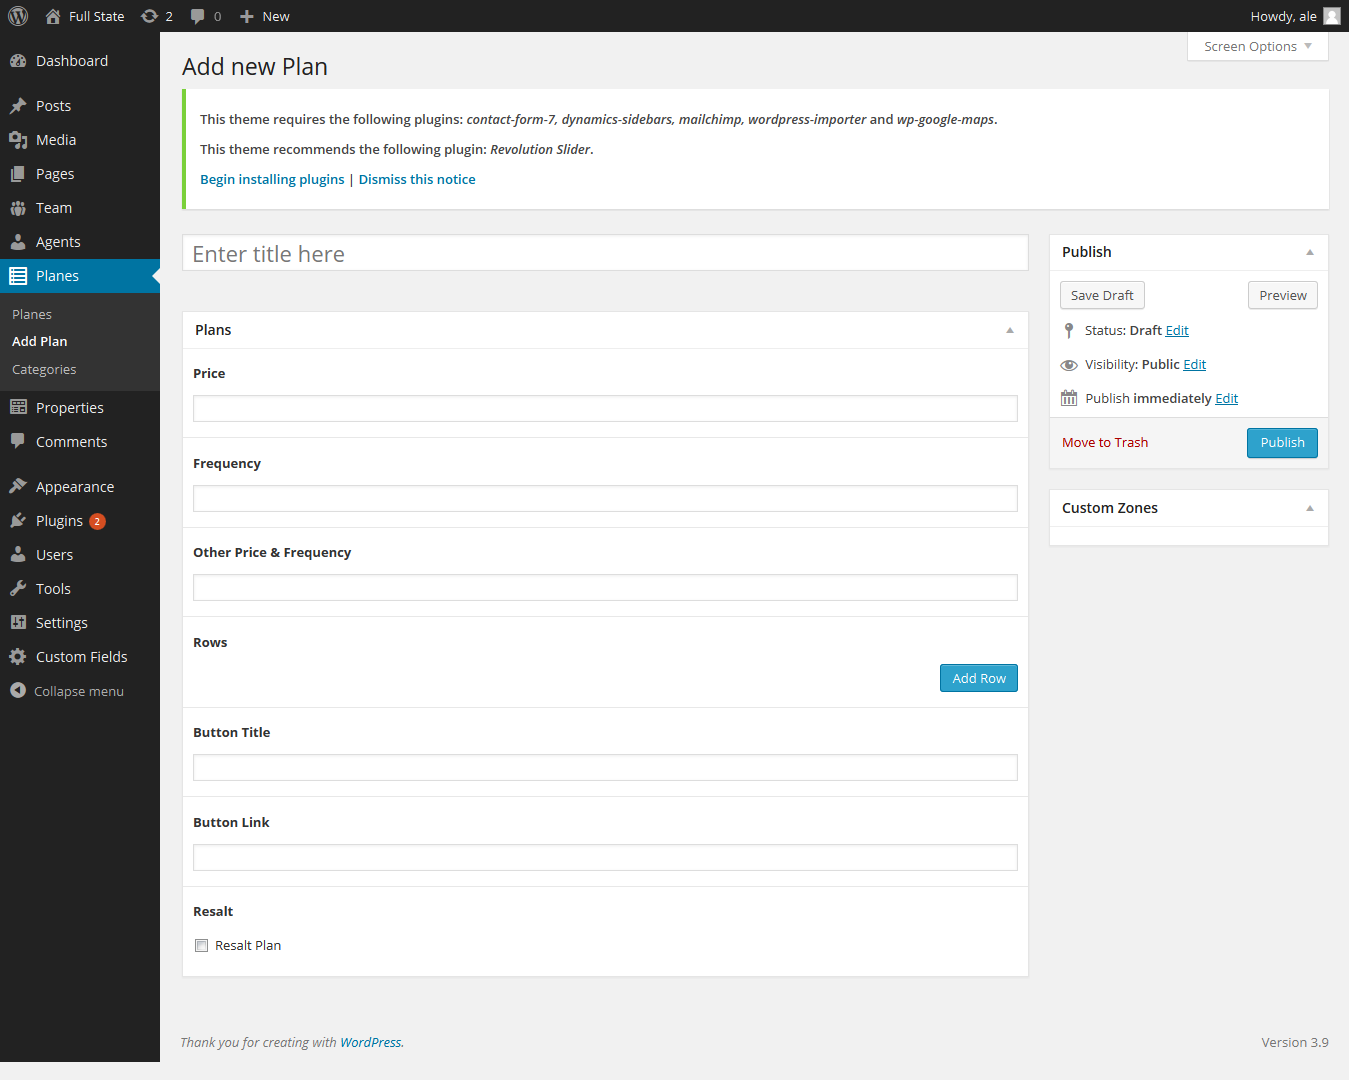 Full State
2
0
New
Howdy, ale
Screen Options
Dashboard
Posts
Media
Pages
Team
Agents
Planes
Planes
Add Plan
Categories
Properties
Comments
Appearance
Plugins 2
Users
Tools
Settings
Custom Fields
Collapse menu
Add new Plan
This theme requires the following plugins: contact-form-7, dynamics-sidebars, mailchimp, wordpress-importer and wp-google-maps.
This theme recommends the following plugin: Revolution Slider.
Begin installing plugins | Dismiss this notice
Enter title here
Plans
Price
Frequency
Other Price & Frequency
Rows
Add Row
Button Title
Button Link
Resalt
Resalt Plan
Publish
Save Draft
Preview
Status: Draft Edit
Visibility: Public Edit
Publish immediately Edit
Move to Trash
Publish
Custom Zones
Thank you for creating with WordPress.
Version 3.9